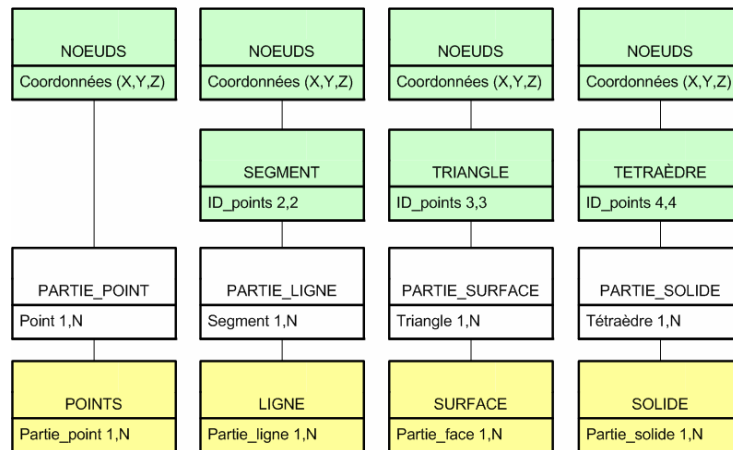 NOEUDS NOEUDS NOEUDS NOEUDS
Coordonnées (X,Y,Z) Coordonnées (X,Y,Z) Coordonnées (X,Y,Z) Coordonnées (X,Y,Z)
SEGMENT TRIANGLE TETRAÈDRE
ID_points 2,2 ID_points 3,3 ID_points 4,4
PARTIE_POINT PARTIE_LIGNE PARTIE_SURFACE PARTIE_SOLIDE
Point 1,N Segment 1,N Triangle 1,N Tétraèdre 1,N
POINTS LIGNE SURFACE SOLIDE
Partie_point 1,N Partie_ligne 1,N Partie_face 1,N Partie_solide 1,N